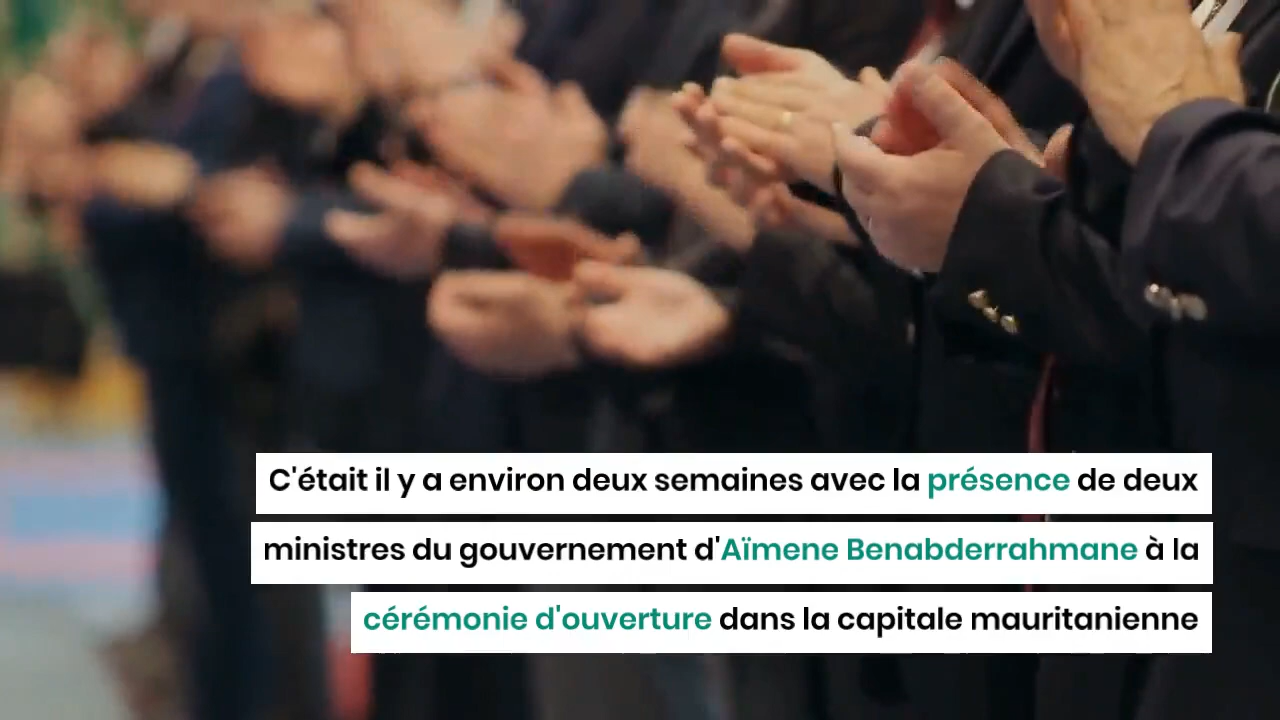 C'était il y a environ deux semaines avec la présence de deux
ministres du gouvernement d'Aïmene Benabderrahmane à la
cérémonie d'ouverture dans la capitale mauritanienne